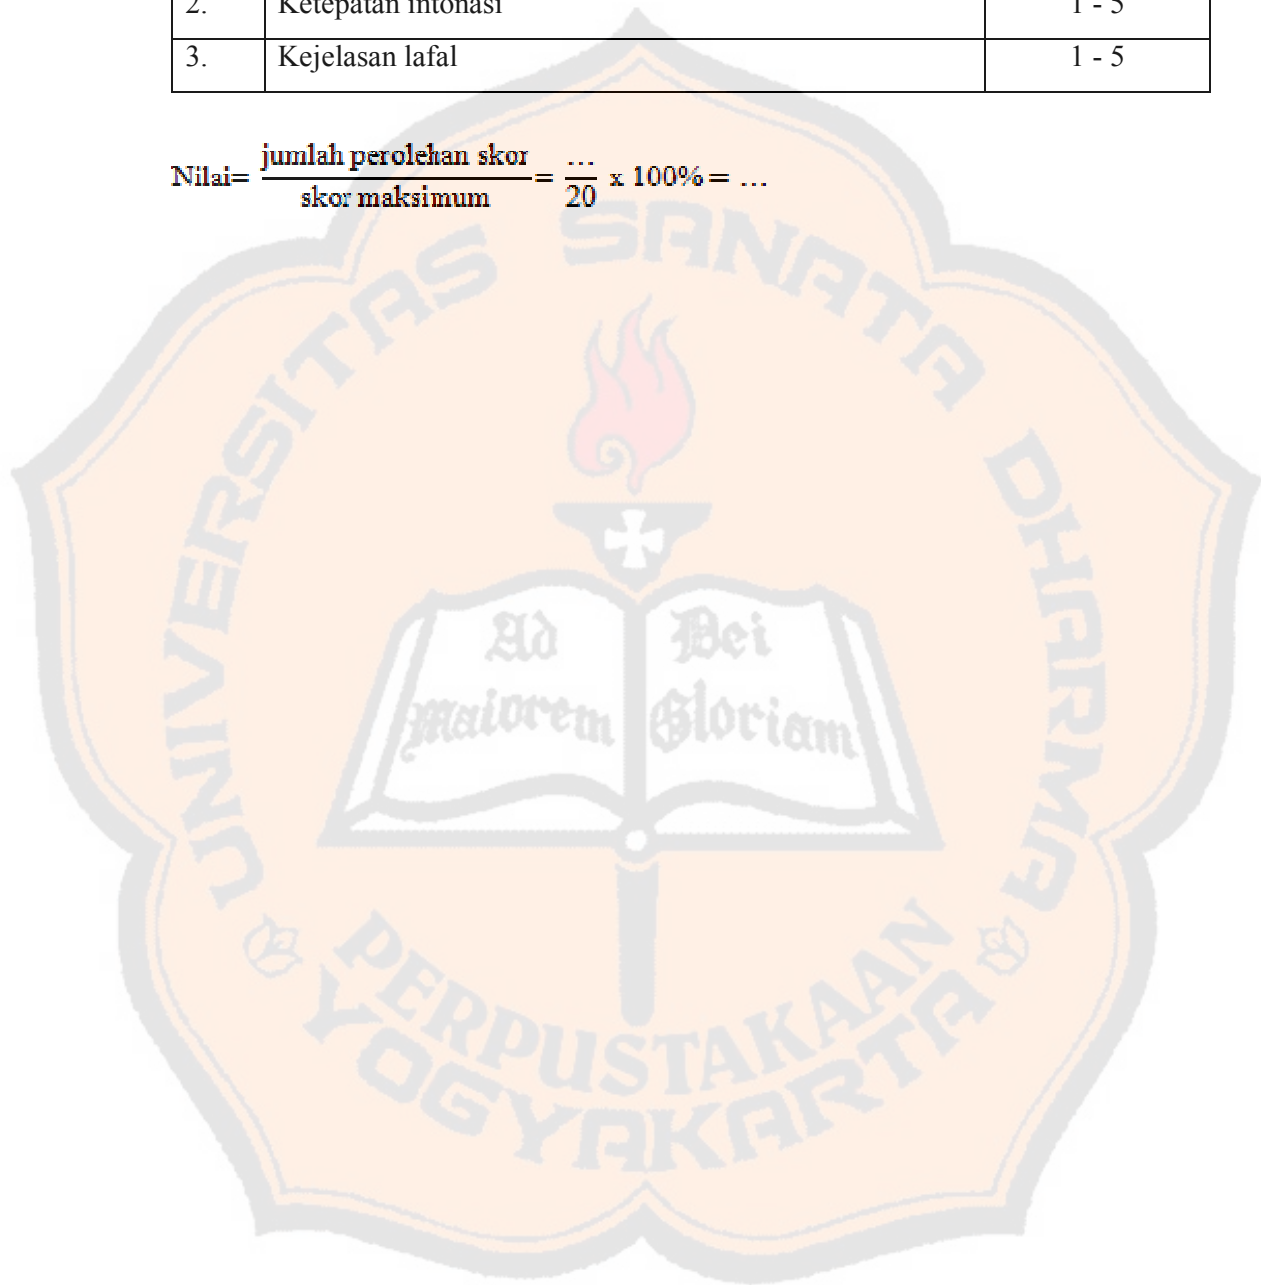 2. Ketepatan intonasi 1 - 5
3. Kejelasan lafal 1 - 5
Nilai= jumlah perolehan skor / skor maksimum = … / 20 x 100% = …
UNIVERSITAS SANATA DHARMA
Ad Dei
Maiorem Gloriam
PERPUSTAKAAN
YOGYAKARTA